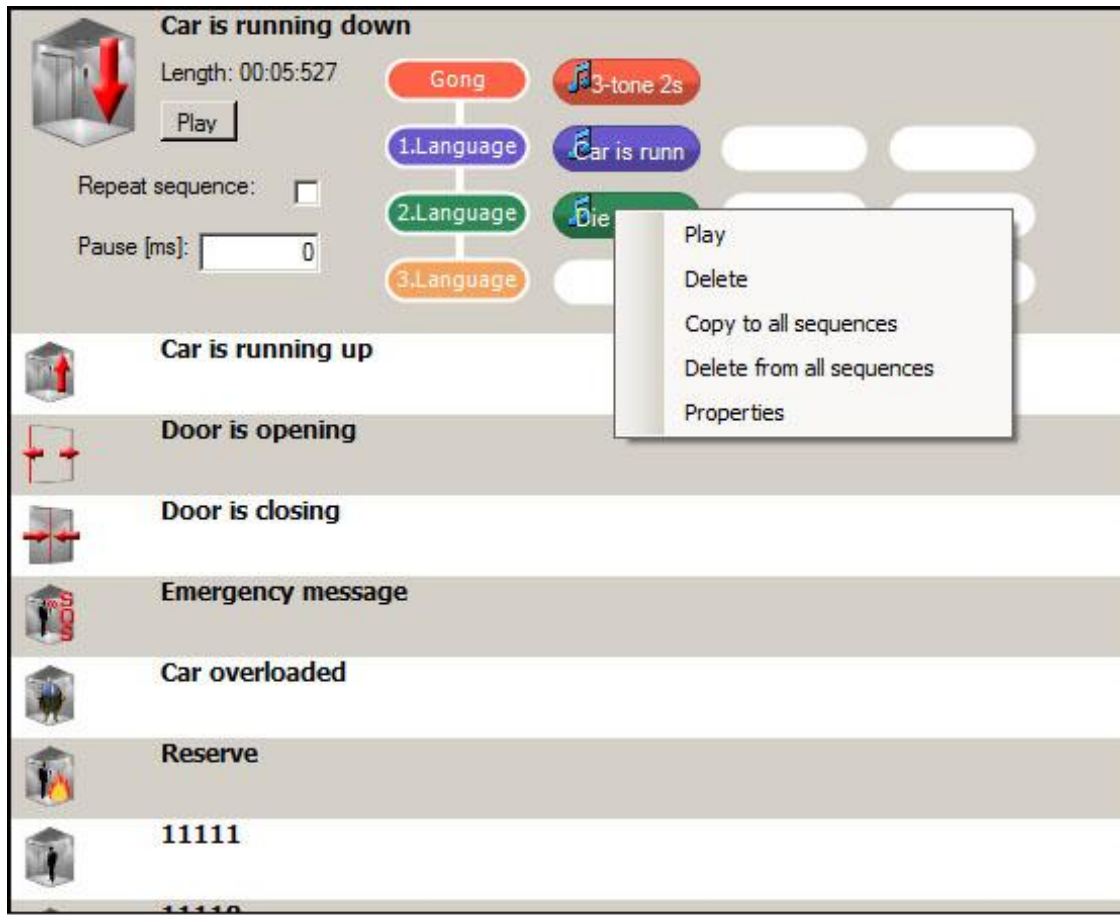 Car is running down
Length: 00:05:527
Play
Repeat sequence:
Pause [ms]: 0
Gong 3-tone 2s
1.Language Car is runn
2.Language Die
3.Language
Play
Delete
Copy to all sequences
Delete from all sequences
Properties
Car is running up
Door is opening
Door is closing
Emergency message
SOS
Car overloaded
Reserve
11111